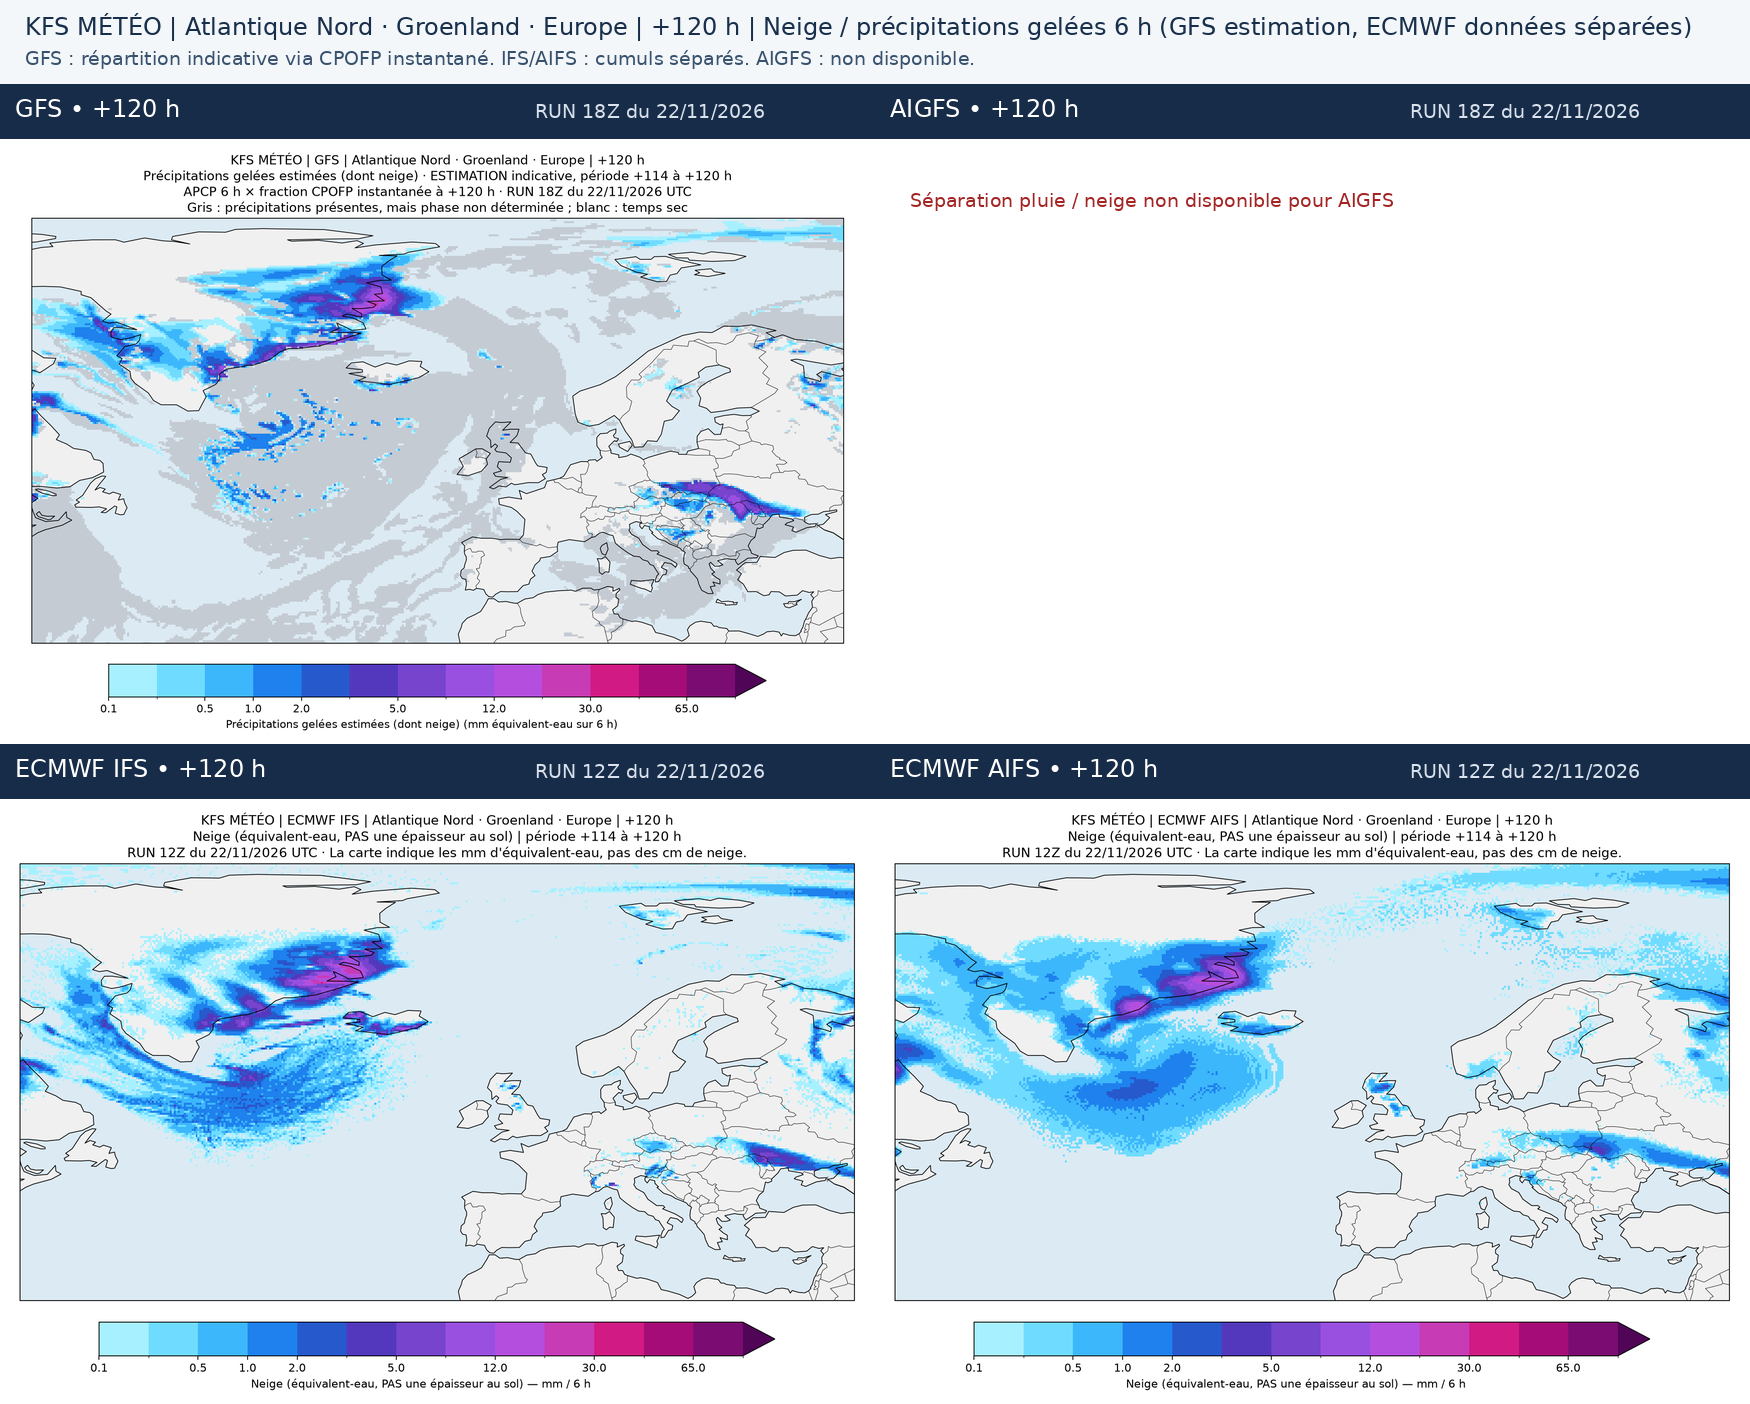 KFS MÉTÉO | Atlantique Nord · Groenland · Europe | +120 h | Neige / précipitations gelées 6 h (GFS estimation, ECMWF données séparées)
GFS : répartition indicative via CPOFP instantané. IFS/AIFS : cumuls séparés. AIGFS : non disponible.
GFS • +120 h
RUN 18Z du 22/11/2026
AIGFS • +120 h
RUN 18Z du 22/11/2026
KFS MÉTÉO | GFS | Atlantique Nord · Groenland · Europe | +120 h
Précipitations gelées estimées (dont neige) · ESTIMATION indicative, période +114 à +120 h
APCP 6 h × fraction CPOFP instantanée à +120 h · RUN 18Z du 22/11/2026 UTC
Gris : précipitations présentes, mais phase non déterminée ; blanc : temps sec
Séparation pluie / neige non disponible pour AIGFS
0.1 0.5 1.0 2.0 5.0 12.0 30.0 65.0
Précipitations gelées estimées (dont neige) (mm équivalent-eau sur 6 h)
ECMWF IFS • +120 h
RUN 12Z du 22/11/2026
ECMWF AIFS • +120 h
RUN 12Z du 22/11/2026
KFS MÉTÉO | ECMWF IFS | Atlantique Nord · Groenland · Europe | +120 h
Neige (équivalent-eau, PAS une épaisseur au sol) | période +114 à +120 h
RUN 12Z du 22/11/2026 UTC · La carte indique les mm d'équivalent-eau, pas des cm de neige.
KFS MÉTÉO | ECMWF AIFS | Atlantique Nord · Groenland · Europe | +120 h
Neige (équivalent-eau, PAS une épaisseur au sol) | période +114 à +120 h
RUN 12Z du 22/11/2026 UTC · La carte indique les mm d'équivalent-eau, pas des cm de neige.
0.1 0.5 1.0 2.0 5.0 12.0 30.0 65.0
Neige (équivalent-eau, PAS une épaisseur au sol) — mm / 6 h
0.1 0.5 1.0 2.0 5.0 12.0 30.0 65.0
Neige (équivalent-eau, PAS une épaisseur au sol) — mm / 6 h